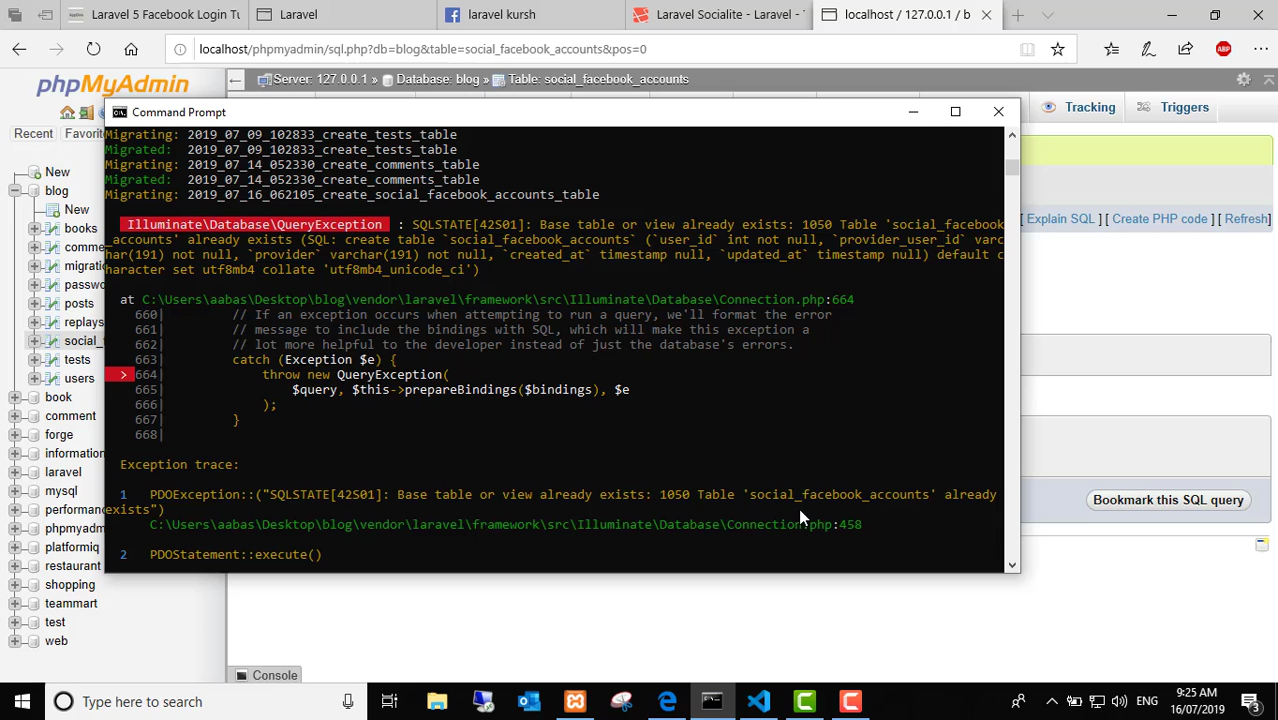 Laravel 5 Facebook Login Tu
Laravel
laravel kursh
Laravel Socialite - Laravel -
localhost / 127.0.0.1 / b
localhost/phpmyadmin/sql.php?db=blog&table=social_facebook_accounts&pos=0
ABP
phpMyAdmin
Server: 127.0.0.1 » Database: blog » Table: social_facebook_accounts
Tracking
Triggers
Recent
Favorit
New
blog
New
books
comme
migrati
passwo
posts
replays
social_f
tests
users
book
comment
forge
information
laravel
mysql
performanc
phpmyadm
platformiq
restaurant
shopping
teammart
test
web
Command Prompt
Migrating: 2019_07_09_102833_create_tests_table
Migrated:  2019_07_09_102833_create_tests_table
Migrating: 2019_07_14_052330_create_comments_table
Migrated:  2019_07_14_052330_create_comments_table
Migrating: 2019_07_16_062105_create_social_facebook_accounts_table
Illuminate\Database\QueryException  : SQLSTATE[42S01]: Base table or view already exists: 1050 Table 'social_facebook
_accounts' already exists (SQL: create table `social_facebook_accounts` (`user_id` int not null, `provider_user_id` varc
har(191) not null, `provider` varchar(191) not null, `created_at` timestamp null, `updated_at` timestamp null) default c
haracter set utf8mb4 collate 'utf8mb4_unicode_ci')
at C:\Users\aabas\Desktop\blog\vendor\laravel\framework\src\Illuminate\Database\Connection.php:664
660|         // If an exception occurs when attempting to run a query, we'll format the error
661|         // message to include the bindings with SQL, which will make this exception a
662|         // lot more helpful to the developer instead of just the database's errors.
663|         catch (Exception $e) {
> 664|             throw new QueryException(
665|                 $query, $this->prepareBindings($bindings), $e
666|             );
667|         }
668|
Exception trace:
1   PDOException::("SQLSTATE[42S01]: Base table or view already exists: 1050 Table 'social_facebook_accounts' already
exists")
C:\Users\aabas\Desktop\blog\vendor\laravel\framework\src\Illuminate\Database\Connection.php:458
2   PDOStatement::execute()
[ Explain SQL ] [ Create PHP code ] [ Refresh]
Bookmark this SQL query
Console
Type here to search
ENG
9:25 AM
16/07/2019
3